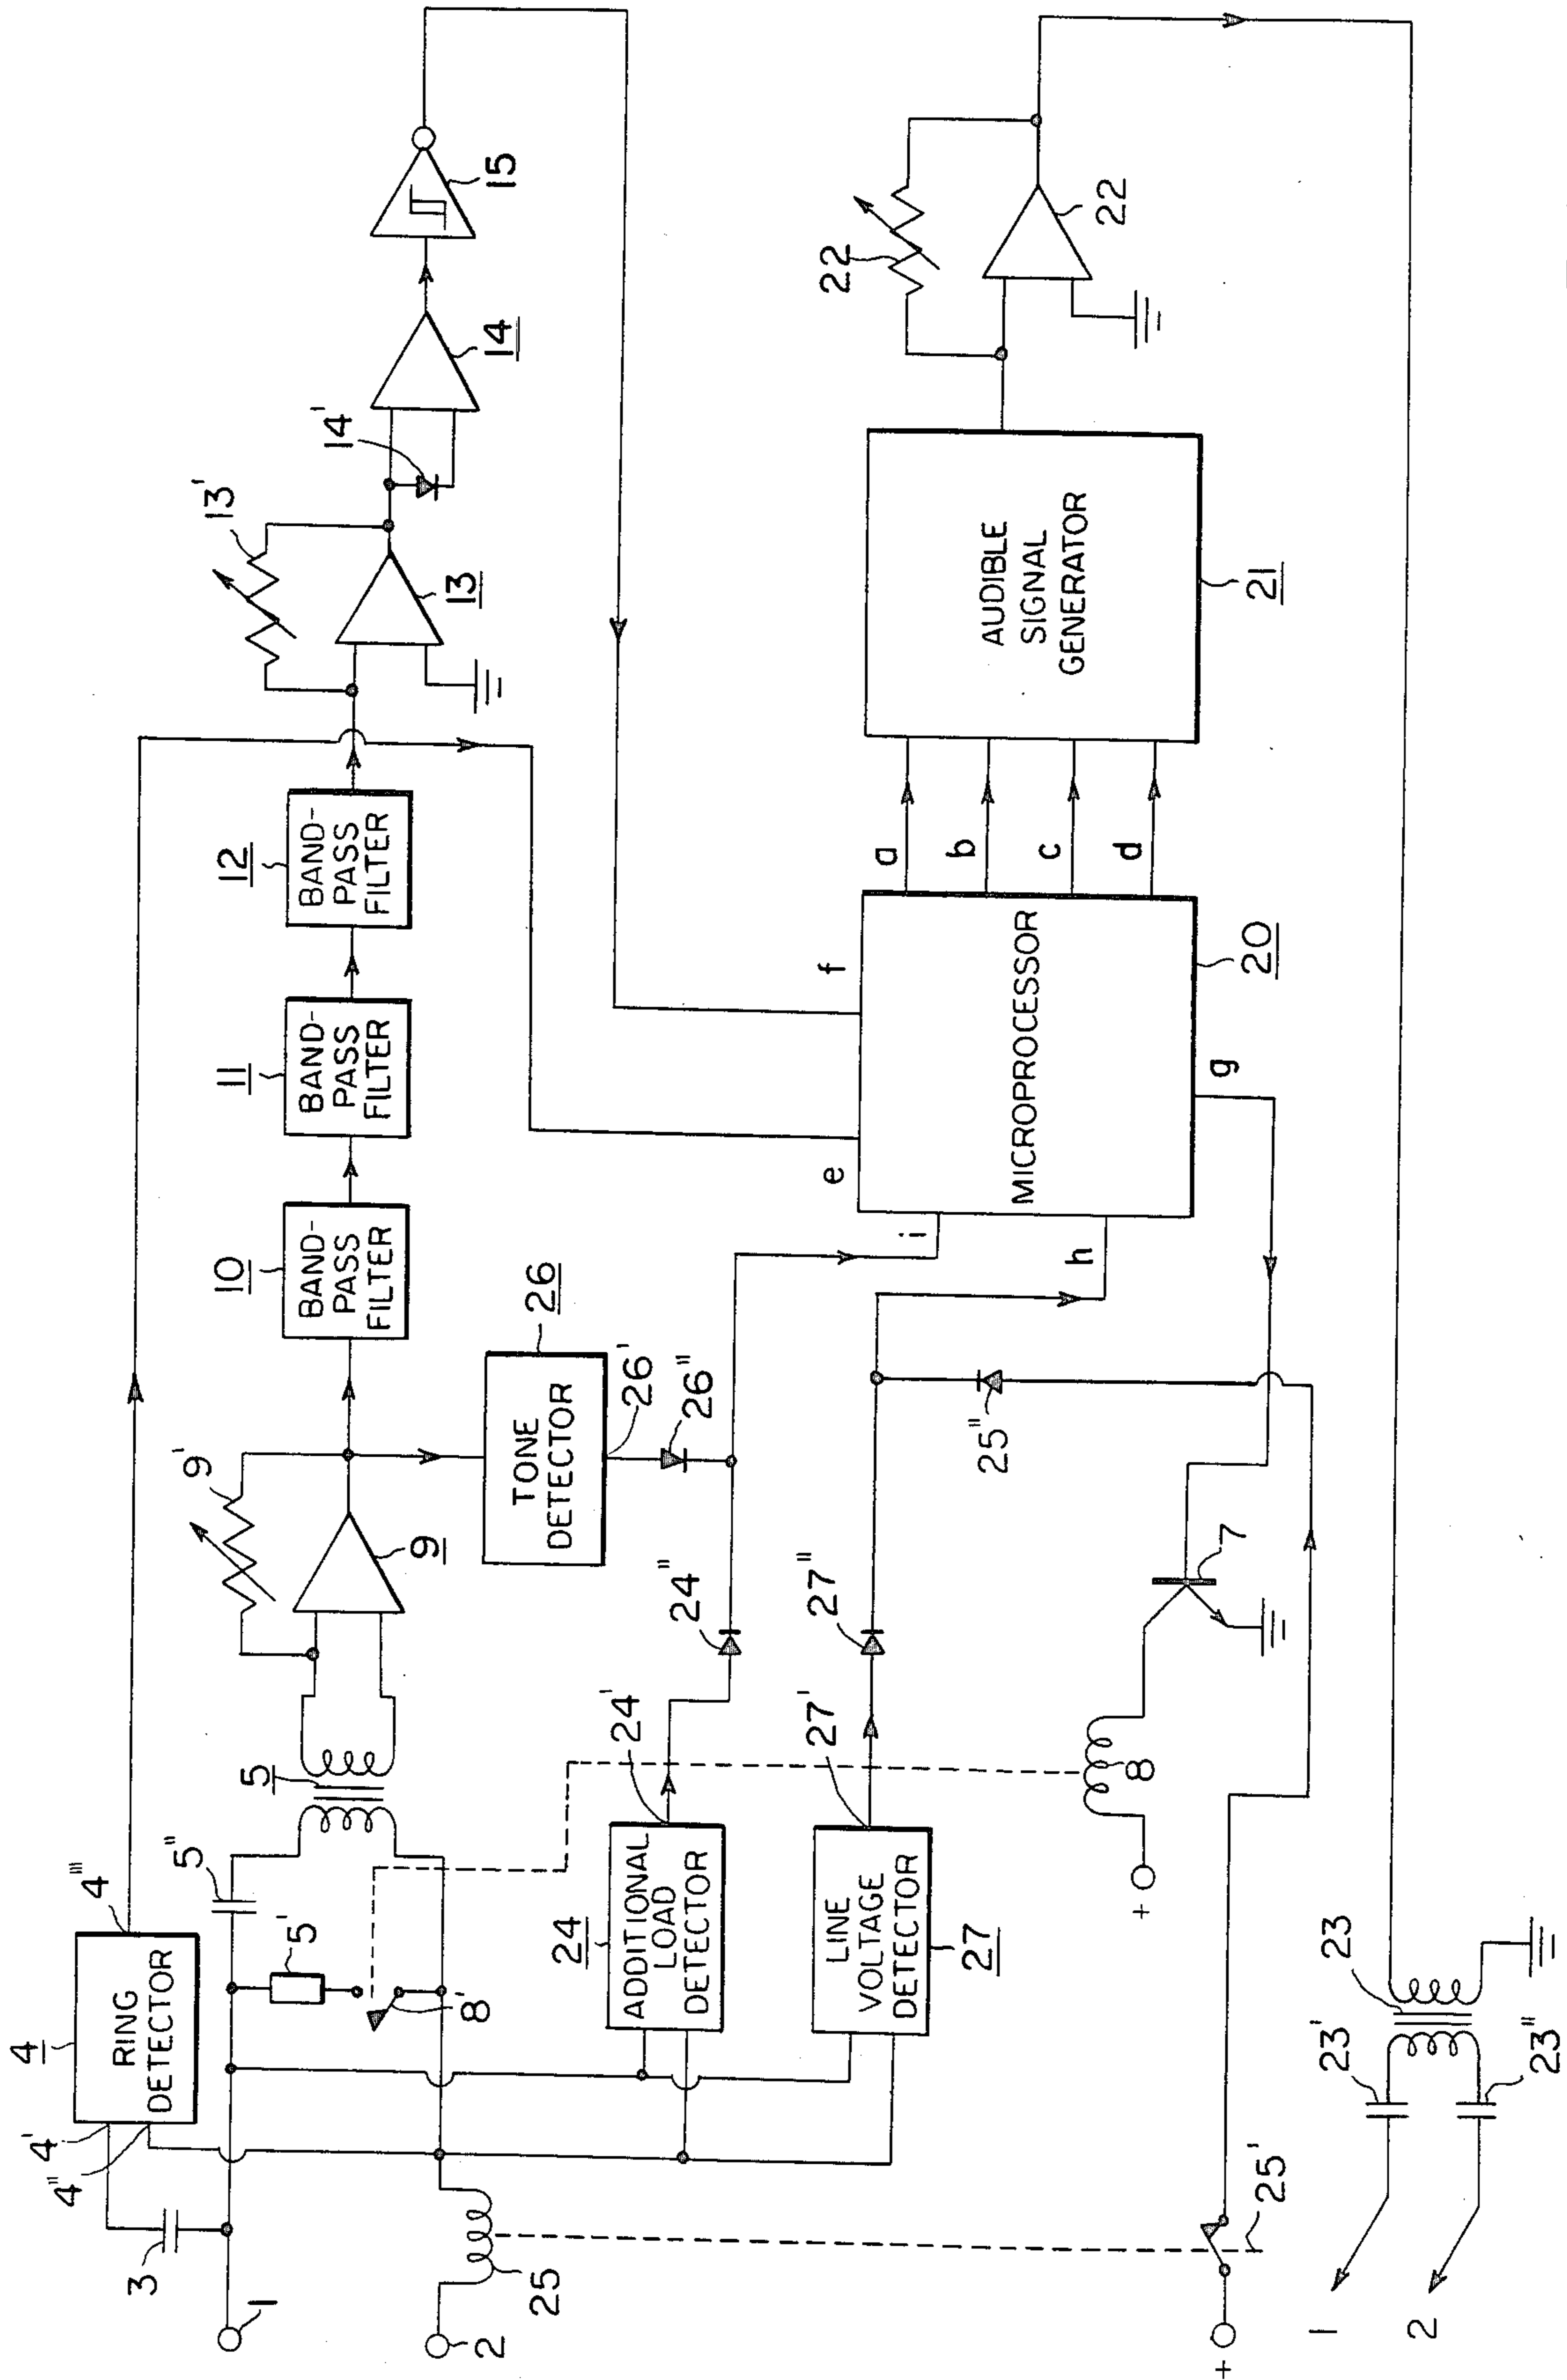 4
RING
DETECTOR
4'
4"
4"'
3
1
2
25
5'
5"
5
8'
9'
9
10
BAND-
PASS
FILTER
11
BAND-
PASS
FILTER
12
BAND-
PASS
FILTER
13'
13
14'
14
15
TONE
DETECTOR
26
26'
26"
24
ADDITIONAL
LOAD
DETECTOR
24'
24"
LINE
VOLTAGE
DETECTOR
27
27'
27"
25"
i
h
e
f
g
MICROPROCESSOR
20
a
b
c
d
AUDIBLE
SIGNAL
GENERATOR
21
22
22
+
8
7
+
25'
1
2
23'
23
23"